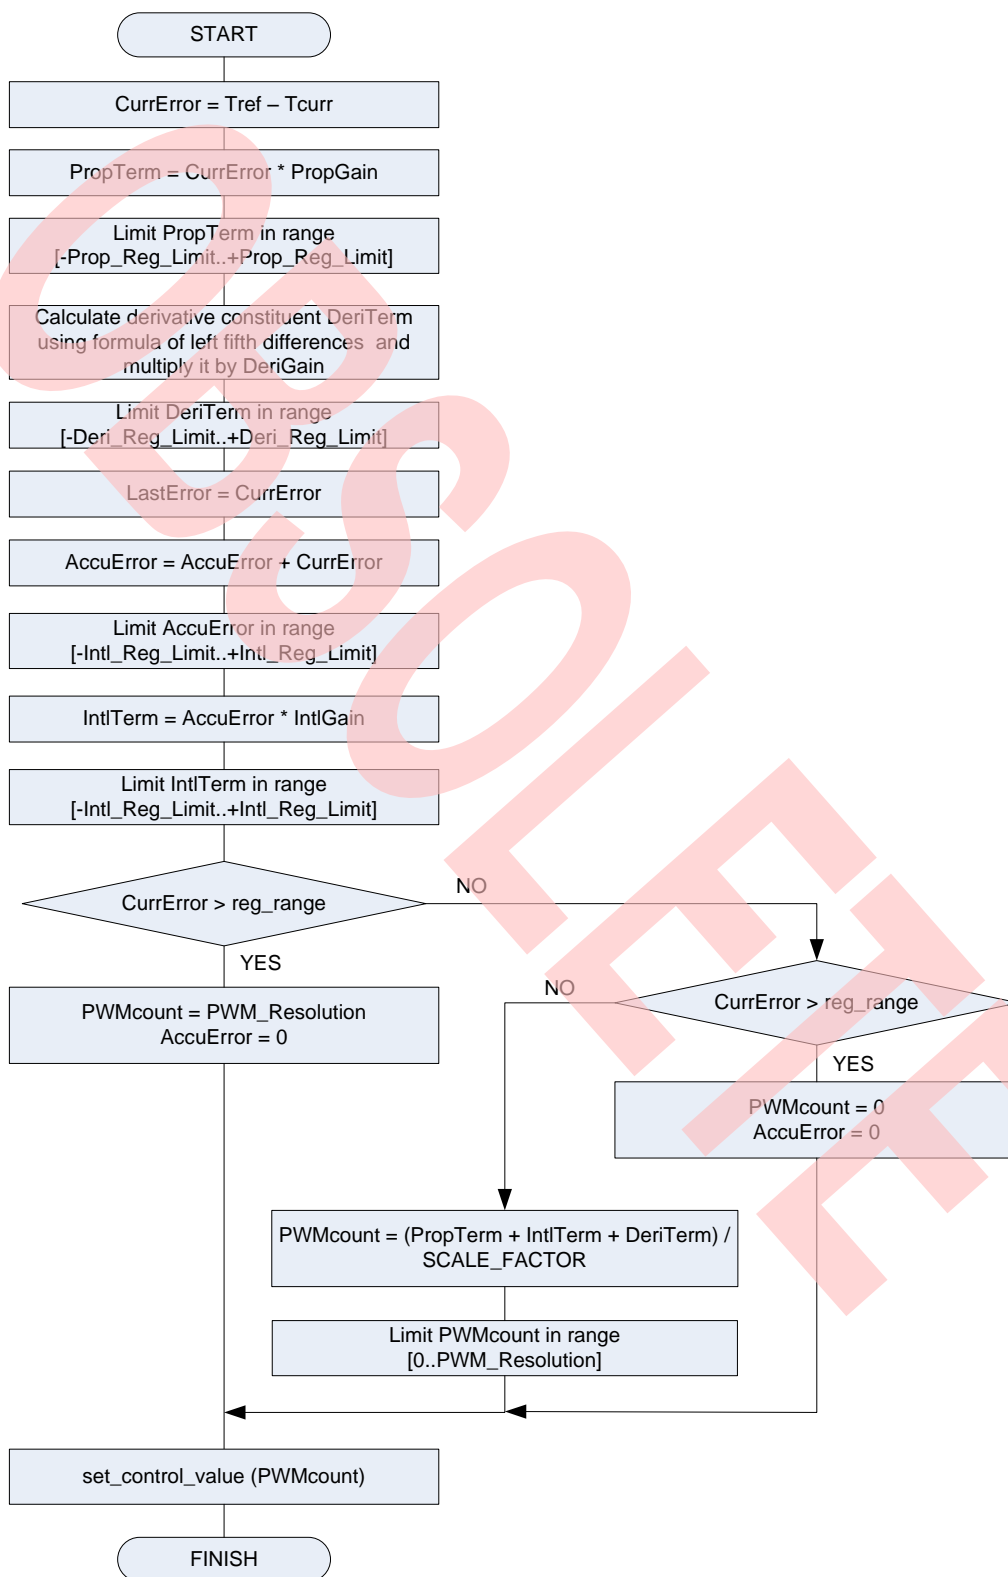 START
CurrError = Tref – Tcurr
PropTerm = CurrError * PropGain
Limit PropTerm in range
[-Prop_Reg_Limit..+Prop_Reg_Limit]
Calculate derivative constituent DeriTerm
using formula of left fifth differences and
multiply it by DeriGain
Limit DeriTerm in range
[-Deri_Reg_Limit..+Deri_Reg_Limit]
LastError = CurrError
AccuError = AccuError + CurrError
Limit AccuError in range
[-Intl_Reg_Limit..+Intl_Reg_Limit]
IntlTerm = AccuError * IntlGain
Limit IntlTerm in range
[-Intl_Reg_Limit..+Intl_Reg_Limit]
CurrError > reg_range
NO
YES
PWMcount = PWM_Resolution
AccuError = 0
CurrError > reg_range
NO
YES
PWMcount = 0
AccuError = 0
PWMcount = (PropTerm + IntlTerm + DeriTerm) /
SCALE_FACTOR
Limit PWMcount in range
[0..PWM_Resolution]
set_control_value (PWMcount)
FINISH
OBSOLETE